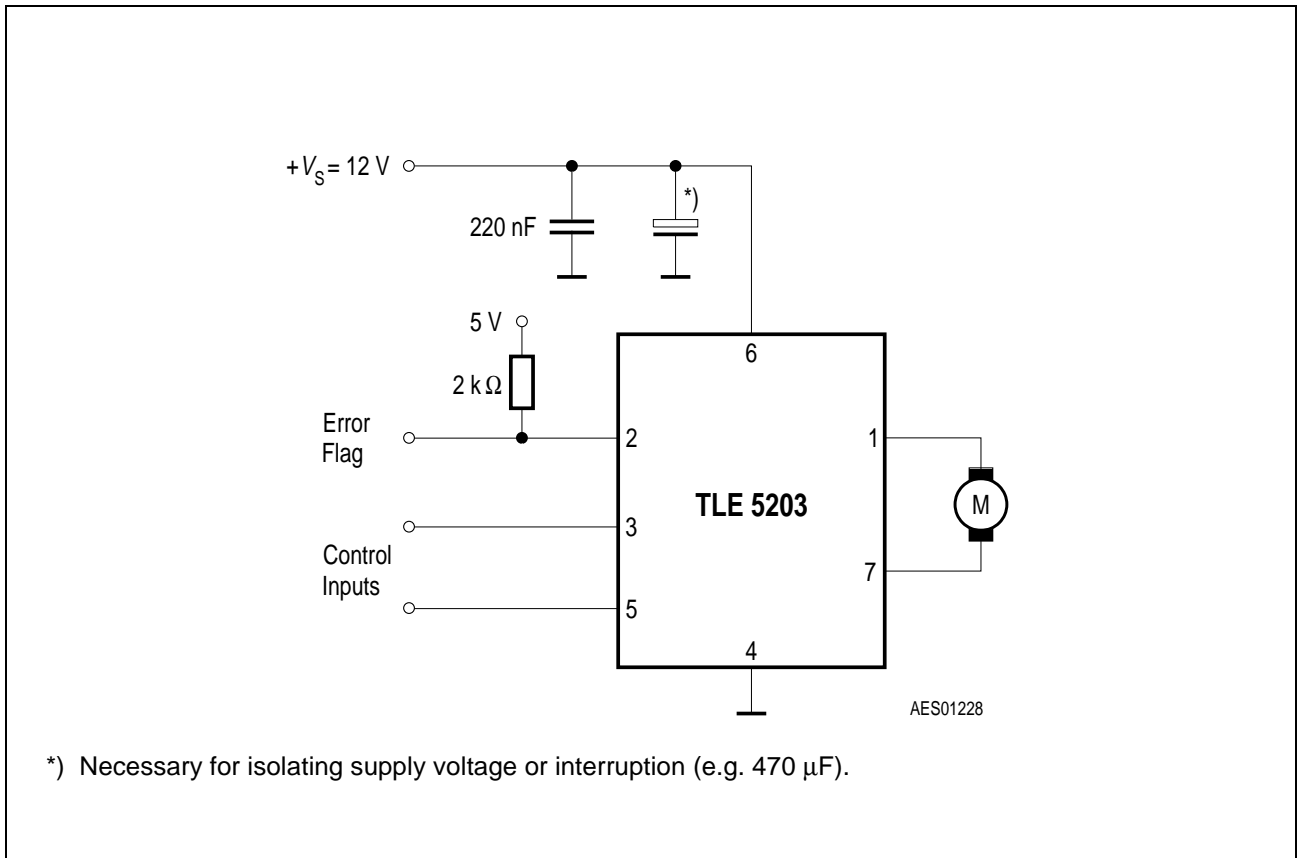 +VS = 12 V
*)
220 nF
5 V
6
2 k Ω
Error
Flag
2
1
TLE 5203
M
3
Control
Inputs
7
5
4
AES01228
*) Necessary for isolating supply voltage or interruption (e.g. 470 μF).